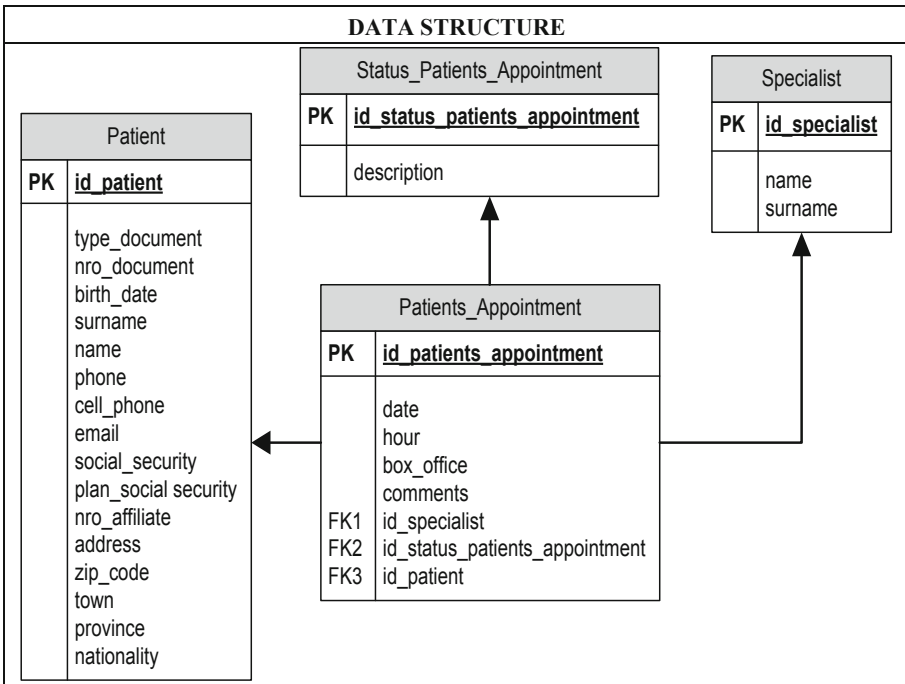 DATA STRUCTURE
Status_Patients_Appointment
PK id_status_patients_appointment
description
Specialist
PK id_specialist
name
surname
Patient
PK id_patient
type_document
nro_document
birth_date
surname
name
phone
cell_phone
email
social_security
plan_social security
nro_affiliate
address
zip_code
town
province
nationality
Patients_Appointment
PK id_patients_appointment
date
hour
box_office
comments
FK1 id_specialist
FK2 id_status_patients_appointment
FK3 id_patient